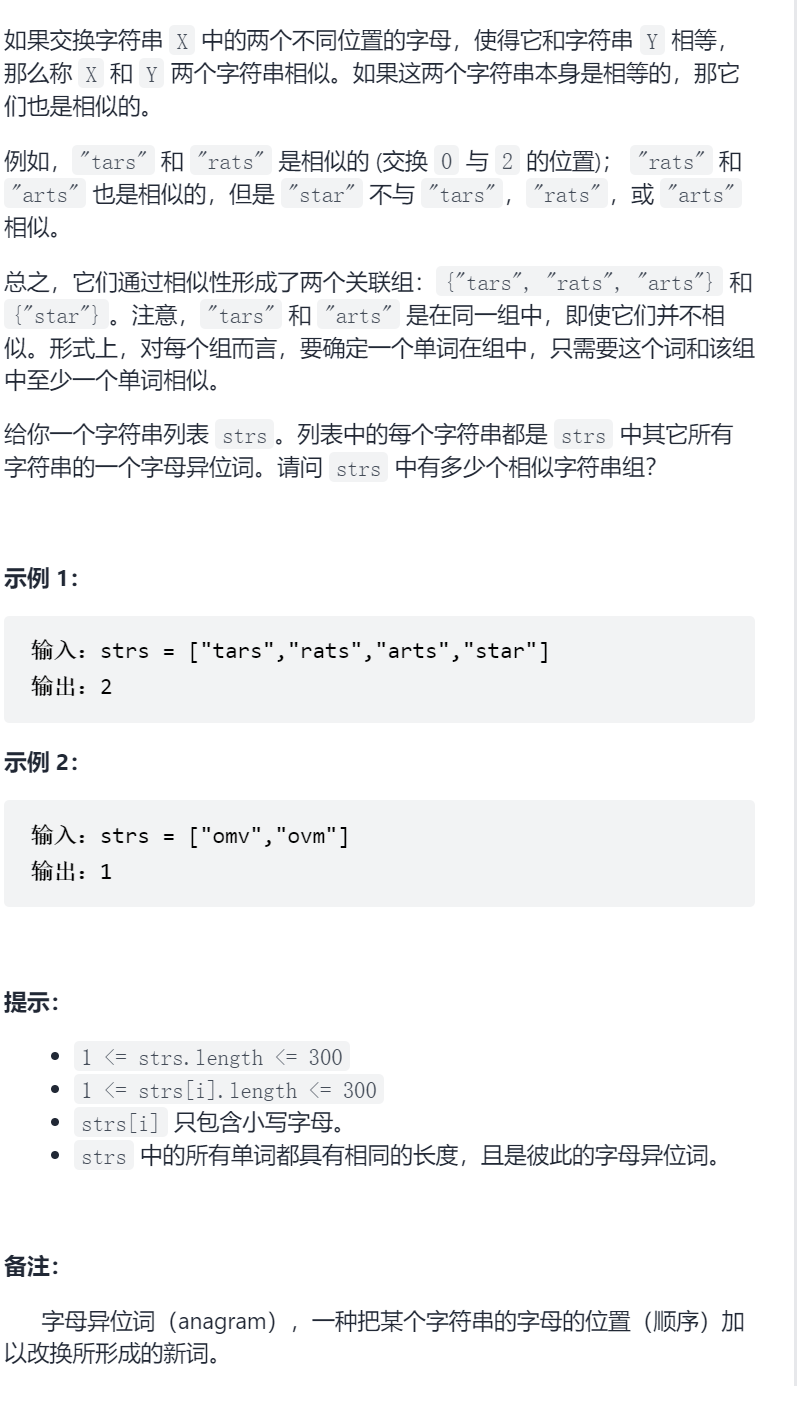 如果交换字符串 X 中的两个不同位置的字母，使得它和字符串 Y 相等，
那么称 X 和 Y 两个字符串相似。如果这两个字符串本身是相等的，那它
们也是相似的。
例如，"tars" 和 "rats" 是相似的 (交换 0 与 2 的位置)； "rats" 和
"arts" 也是相似的，但是 "star" 不与 "tars"，"rats"，或 "arts"
相似。
总之，它们通过相似性形成了两个关联组：{"tars", "rats", "arts"} 和
{"star"}。注意，"tars" 和 "arts" 是在同一组中，即使它们并不相
似。形式上，对每个组而言，要确定一个单词在组中，只需要这个词和该组
中至少一个单词相似。
给你一个字符串列表 strs。列表中的每个字符串都是 strs 中其它所有
字符串的一个字母异位词。请问 strs 中有多少个相似字符串组？
示例 1：
输入：strs = ["tars","rats","arts","star"]
输出：2
示例 2：
输入：strs = ["omv","ovm"]
输出：1
提示：
• 1 <= strs.length <= 300
• 1 <= strs[i].length <= 300
• strs[i] 只包含小写字母。
• strs 中的所有单词都具有相同的长度，且是彼此的字母异位词。
备注：
字母异位词（anagram），一种把某个字符串的字母的位置（顺序）加
以改换所形成的新词。